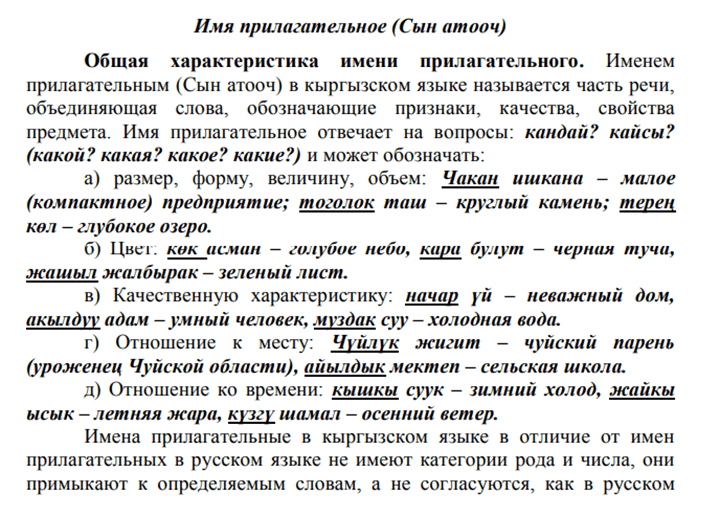 Имя прилагательное (Сын атооч)
Общая характеристика имени прилагательного. Именем
прилагательным (Сын атооч) в кыргызском языке называется часть речи,
объединяющая слова, обозначающие признаки, качества, свойства
предмета. Имя прилагательное отвечает на вопросы: кандай? кайсы?
(какой? какая? какое? какие?) и может обозначать:
а) размер, форму, величину, объем: Чакан ишкана – малое
(компактное) предприятие; тоголок таш – круглый камень; терең
көл – глубокое озеро.
б) Цвет: көк асман – голубое небо, кара булут – черная туча,
жашыл жалбырак – зеленый лист.
в) Качественную характеристику: начар үй – неважный дом,
акылдуу адам – умный человек, муздак суу – холодная вода.
г) Отношение к месту: Чүйлүк жигит – чуйский парень
(уроженец Чуйской области), айылдык мектеп – сельская школа.
д) Отношение ко времени: кышкы суук – зимний холод, жайкы
ысык – летняя жара, күзгү шамал – осенний ветер.
Имена прилагательные в кыргызском языке в отличие от имен
прилагательных в русском языке не имеют категории рода и числа, они
примыкают к определяемым словам, а не согласуются, как в русском